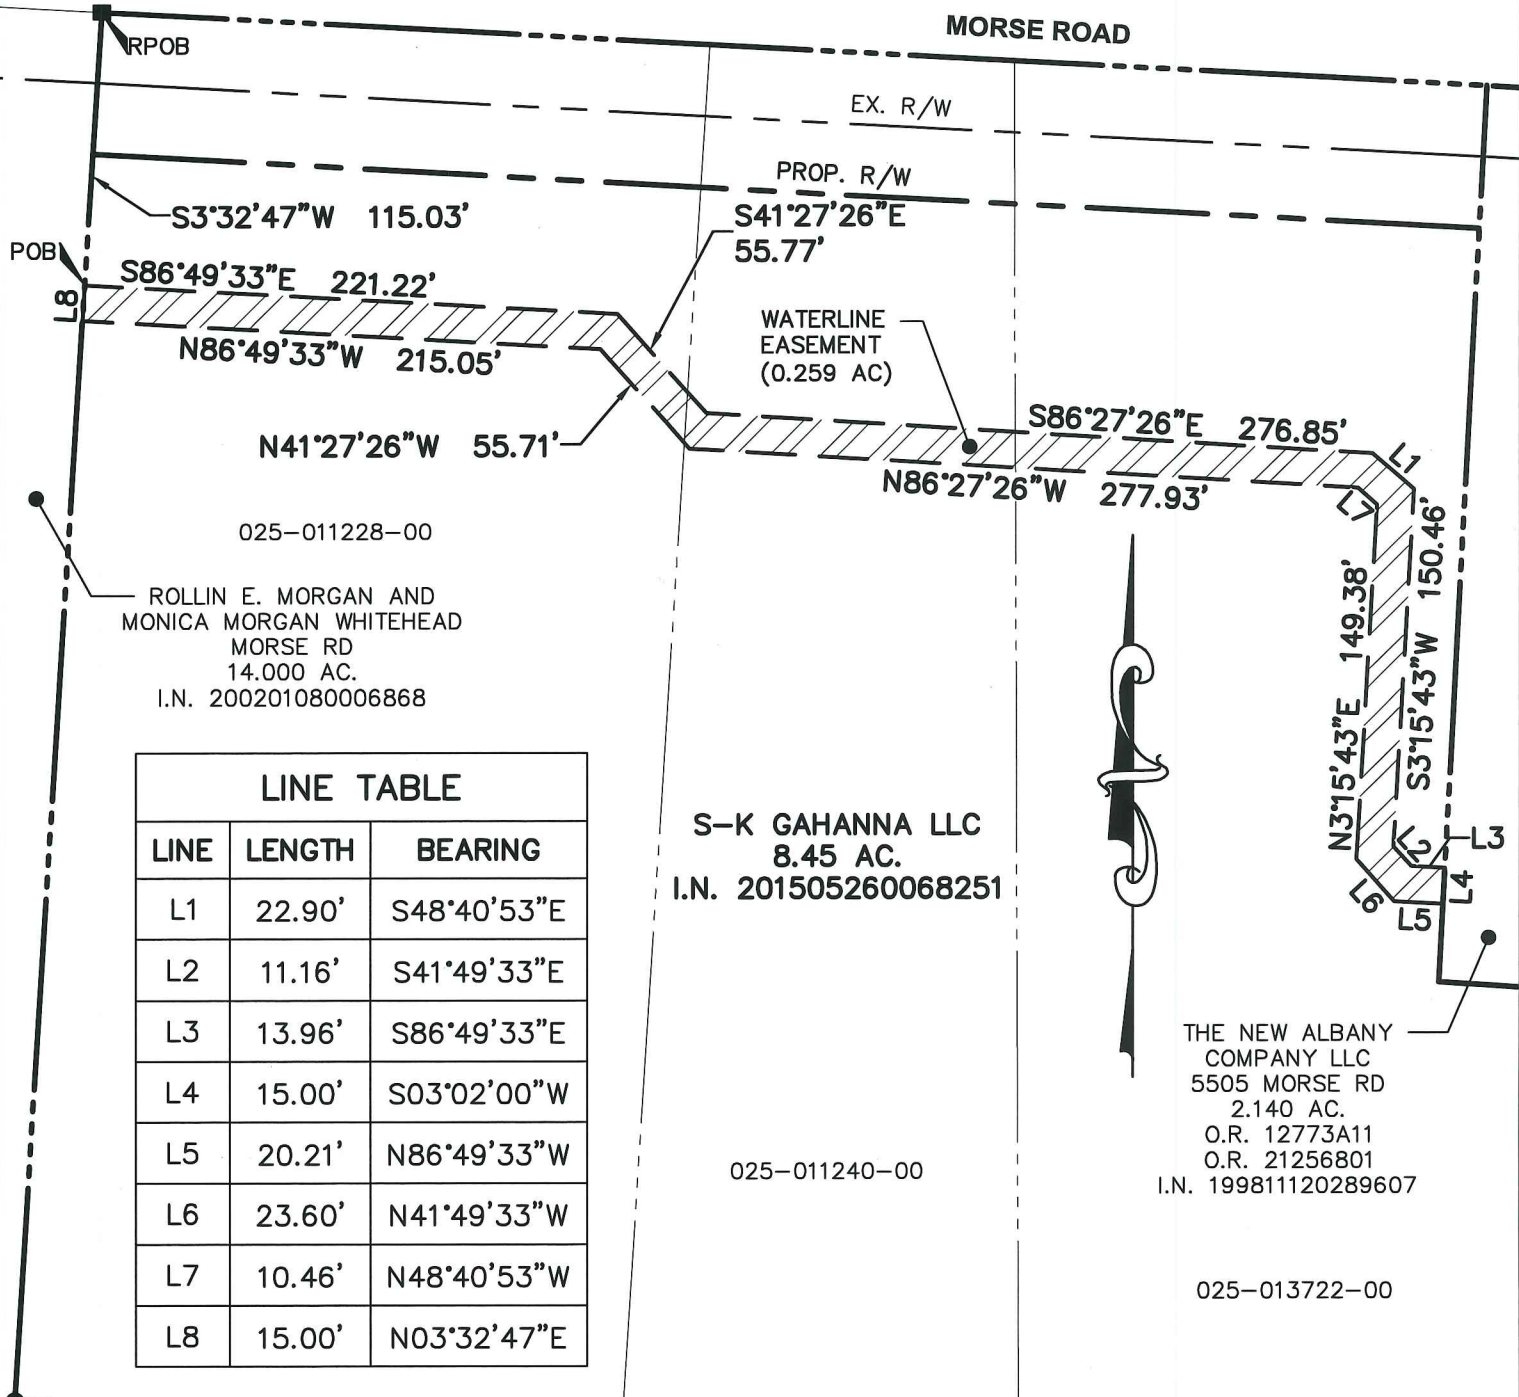 MORSE ROAD
RPOB
EX. R/W
PROP. R/W
S3°32'47"W 115.03'
S41°27'26"E
55.77'
POB
S86°49'33"E 221.22'
L8
WATERLINE
EASEMENT
(0.259 AC)
N86°49'33"W 215.05'
S86°27'26"E 276.85'
N41°27'26"W 55.71'
L1
N86°27'26"W 277.93'
L7
S3°15'43"W 150.46'
N3°15'43"E 149.38'
025-011228-00
ROLLIN E. MORGAN AND
MONICA MORGAN WHITEHEAD
MORSE RD
14.000 AC.
I.N. 200201080006868
S-K GAHANNA LLC
8.45 AC.
I.N. 201505260068251
L2
L3
L4
L6
L5
LINE TABLE
LINE LENGTH BEARING
L1 22.90' S48°40'53"E
L2 11.16' S41°49'33"E
L3 13.96' S86°49'33"E
L4 15.00' S03°02'00"W
L5 20.21' N86°49'33"W
L6 23.60' N41°49'33"W
L7 10.46' N48°40'53"W
L8 15.00' N03°32'47"E
THE NEW ALBANY
COMPANY LLC
5505 MORSE RD
2.140 AC.
O.R. 12773A11
O.R. 21256801
I.N. 199811120289607
025-011240-00
025-013722-00